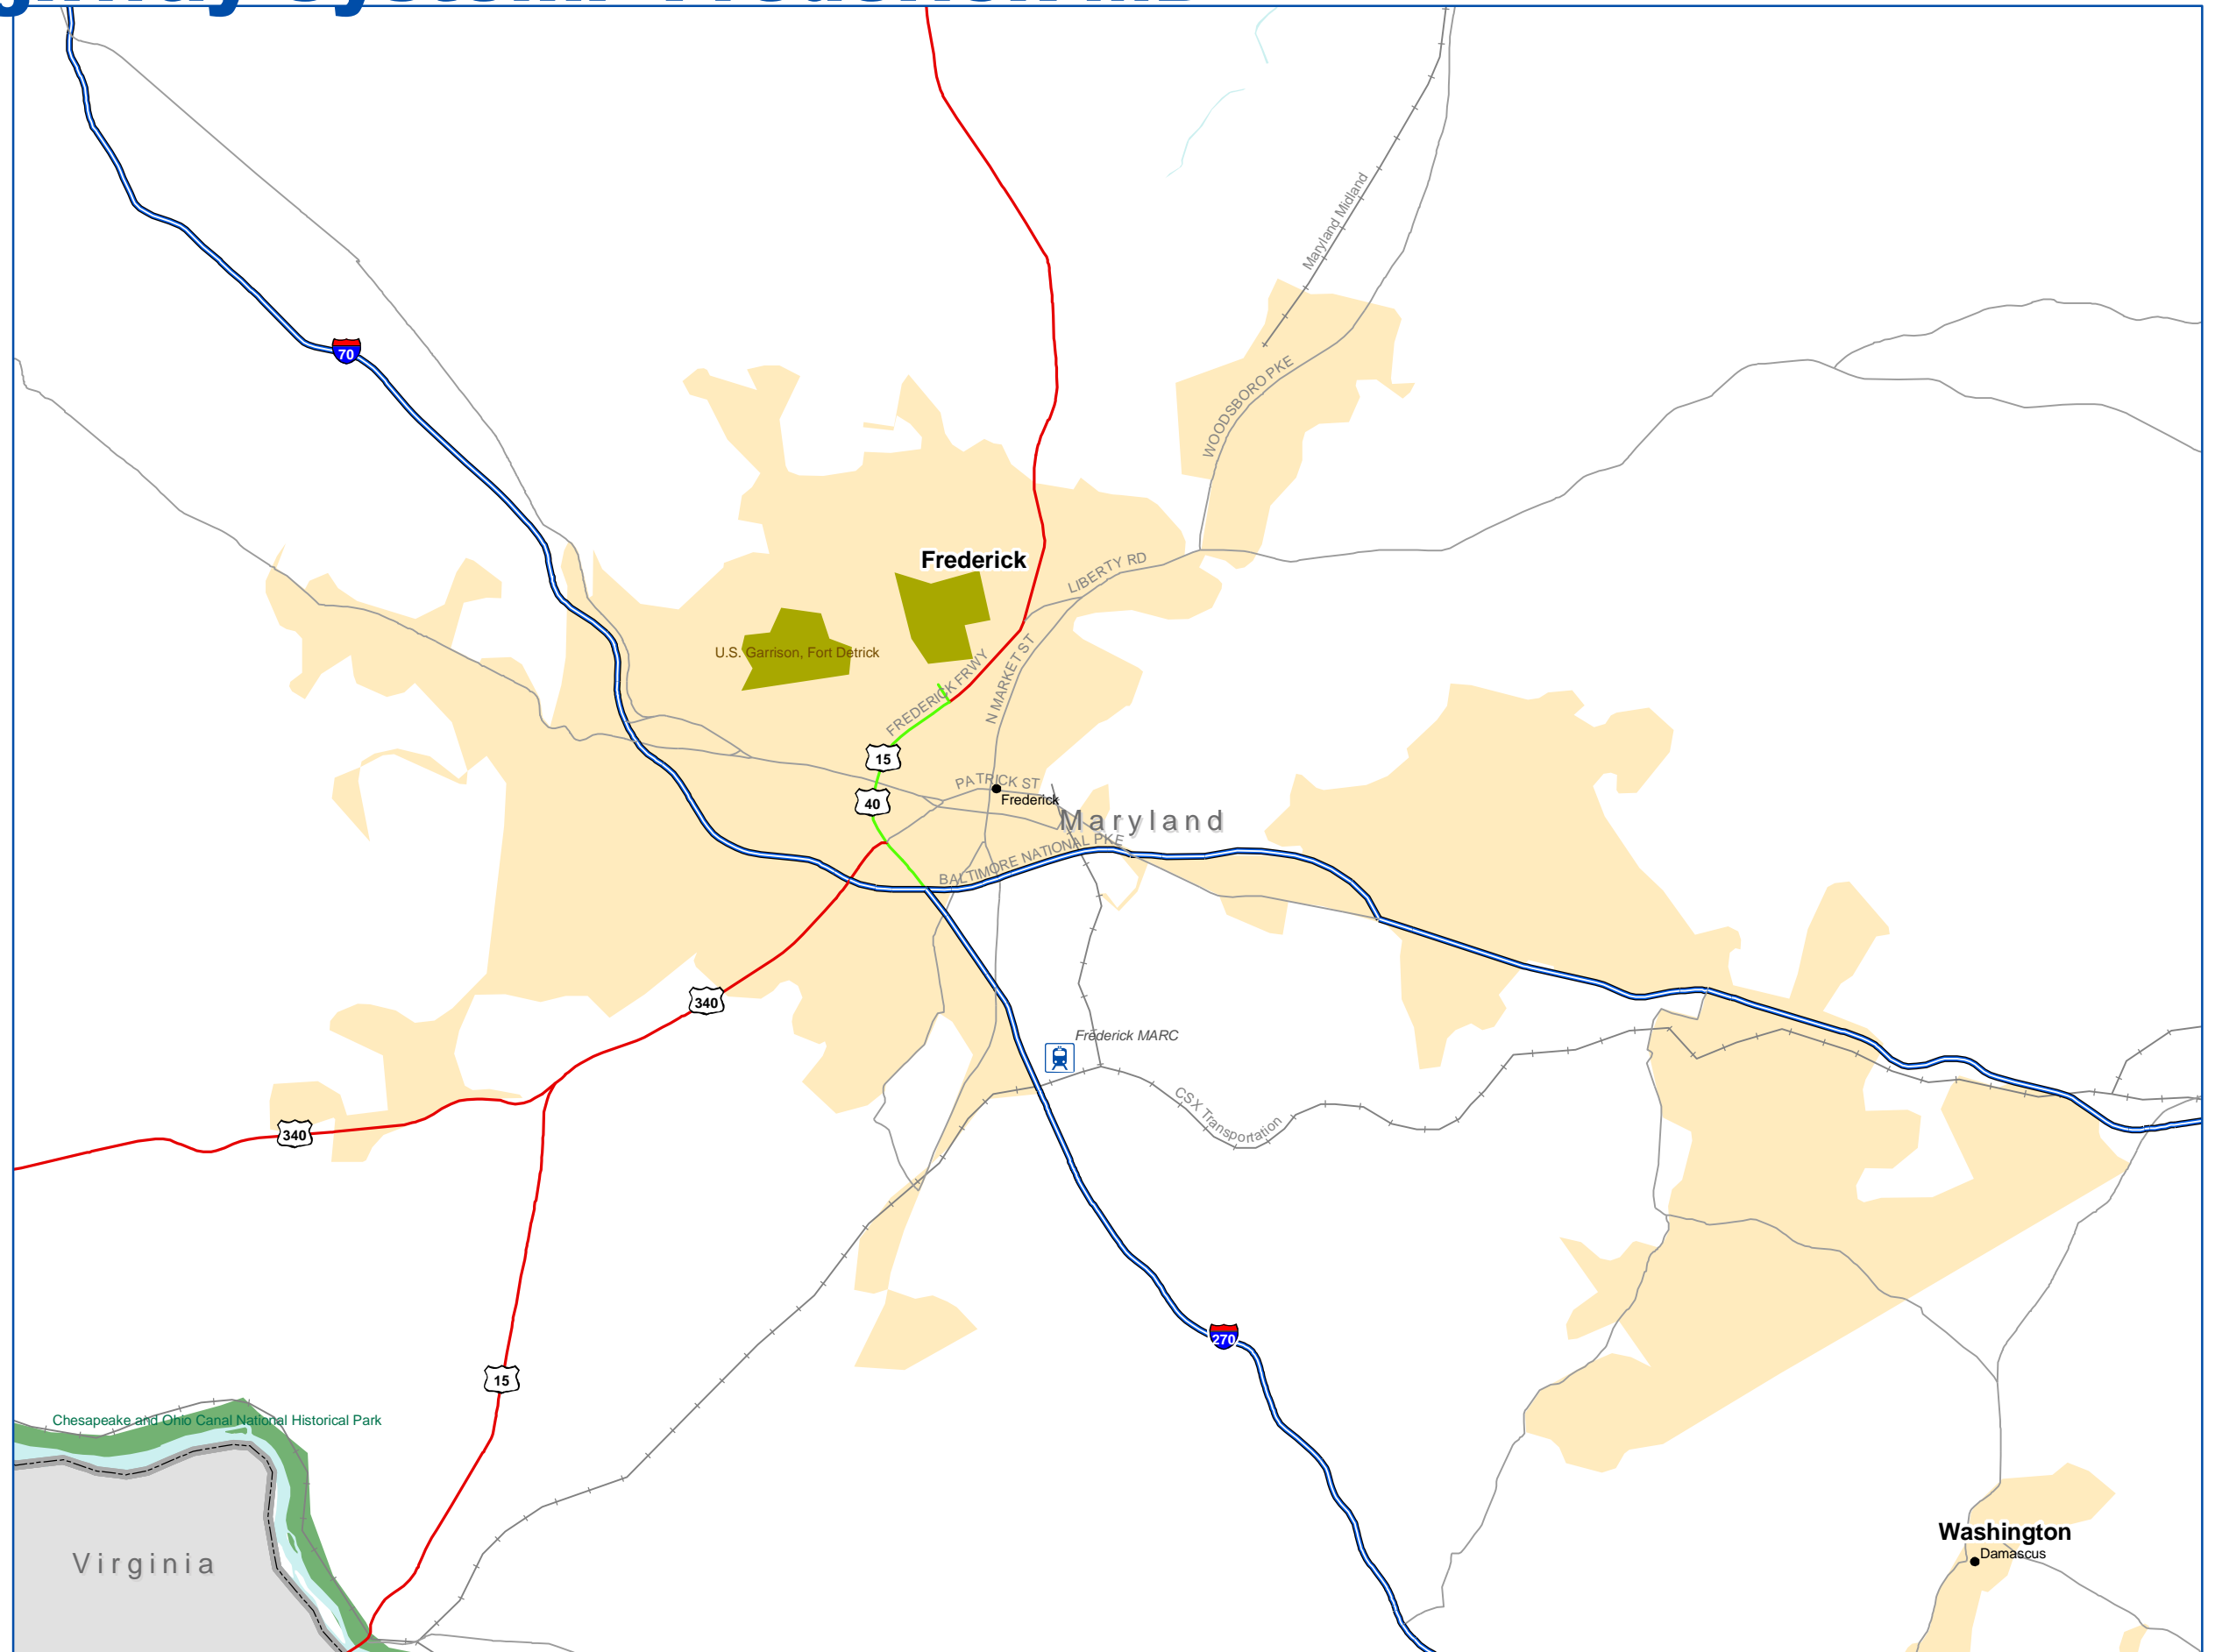 Maryland Midland
70
WOODSBORO PKE
Frederick
LIBERTY RD
U.S. Garrison, Fort Detrick
FREDERICK FRWY
N MARKET ST
15
PATRICK ST
40
Frederick
Maryland
BALTIMORE NATIONAL PKE
340
Frederick MARC
CSX Transportation
340
270
15
Chesapeake and Ohio Canal National Historical Park
Washington
Damascus
Virginia